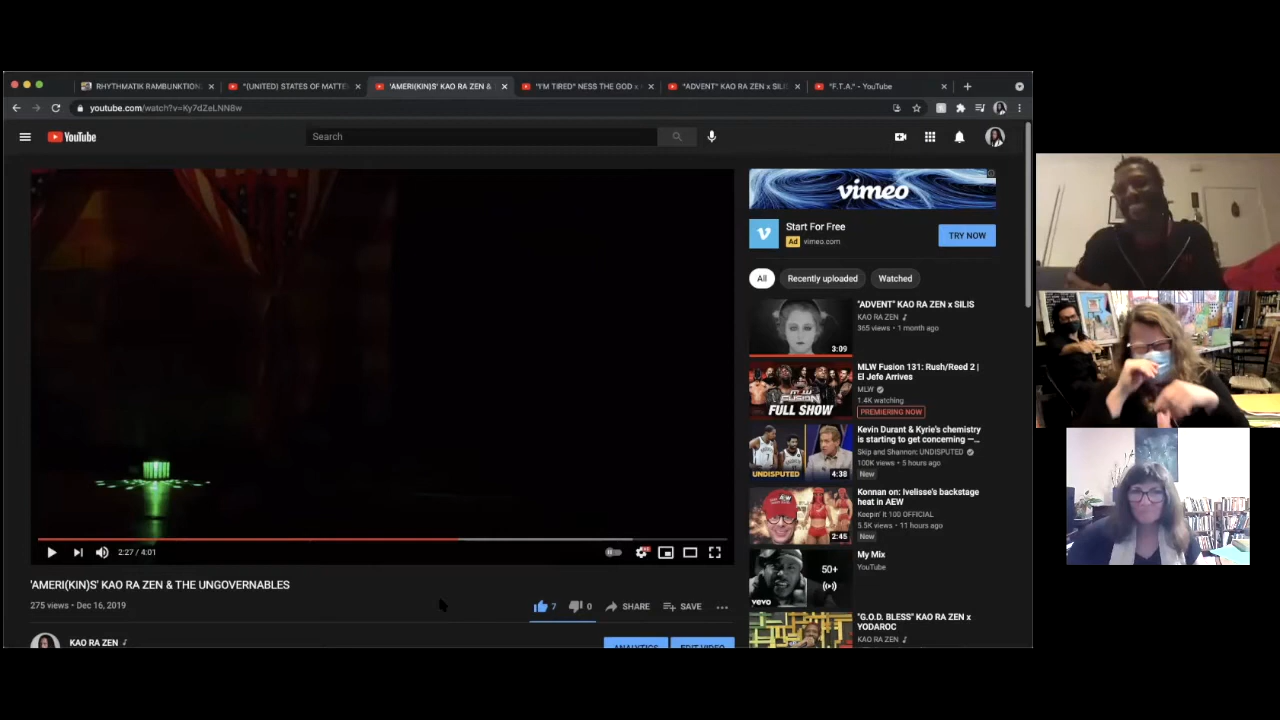 RHYTHMATIK RAMBUNKTION
"(UNITED) STATES OF MATTE
'AMERI(KIN)S' KAO RA ZEN &
"I'M TIRED" NESS THE GOD x
"ADVENT" KAO RA ZEN x SILI
"F.T.A." - YouTube
youtube.com/watch?v=Ky7dZeLNN8w
YouTube
Search
vimeo
Start For Free
Ad vimeo.com
TRY NOW
All
Recently uploaded
Watched
"ADVENT" KAO RA ZEN x SILIS
KAO RA ZEN
365 views • 1 month ago
3:09
MLW Fusion 131: Rush/Reed 2 |
El Jefe Arrives
MLW
1.4K watching
PREMIERING NOW
FUSION
FULL SHOW
Kevin Durant & Kyrie's chemistry
is starting to get concerning —...
Skip and Shannon: UNDISPUTED
100K views • 5 hours ago
New
UNDISPUTED
4:38
Konnan on: Ivelisse's backstage
heat in AEW
Keepin' It 100 OFFICIAL
5.5K views • 11 hours ago
New
2:45
My Mix
YouTube
50+
vevo
"G.O.D. BLESS" KAO RA ZEN x
YODAROC
KAO RA ZEN
2:27 / 4:01
'AMERI(KIN)S' KAO RA ZEN & THE UNGOVERNABLES
275 views • Dec 16, 2019
7
0
SHARE
SAVE
KAO RA ZEN
ANALYTICS
EDIT VIDEO